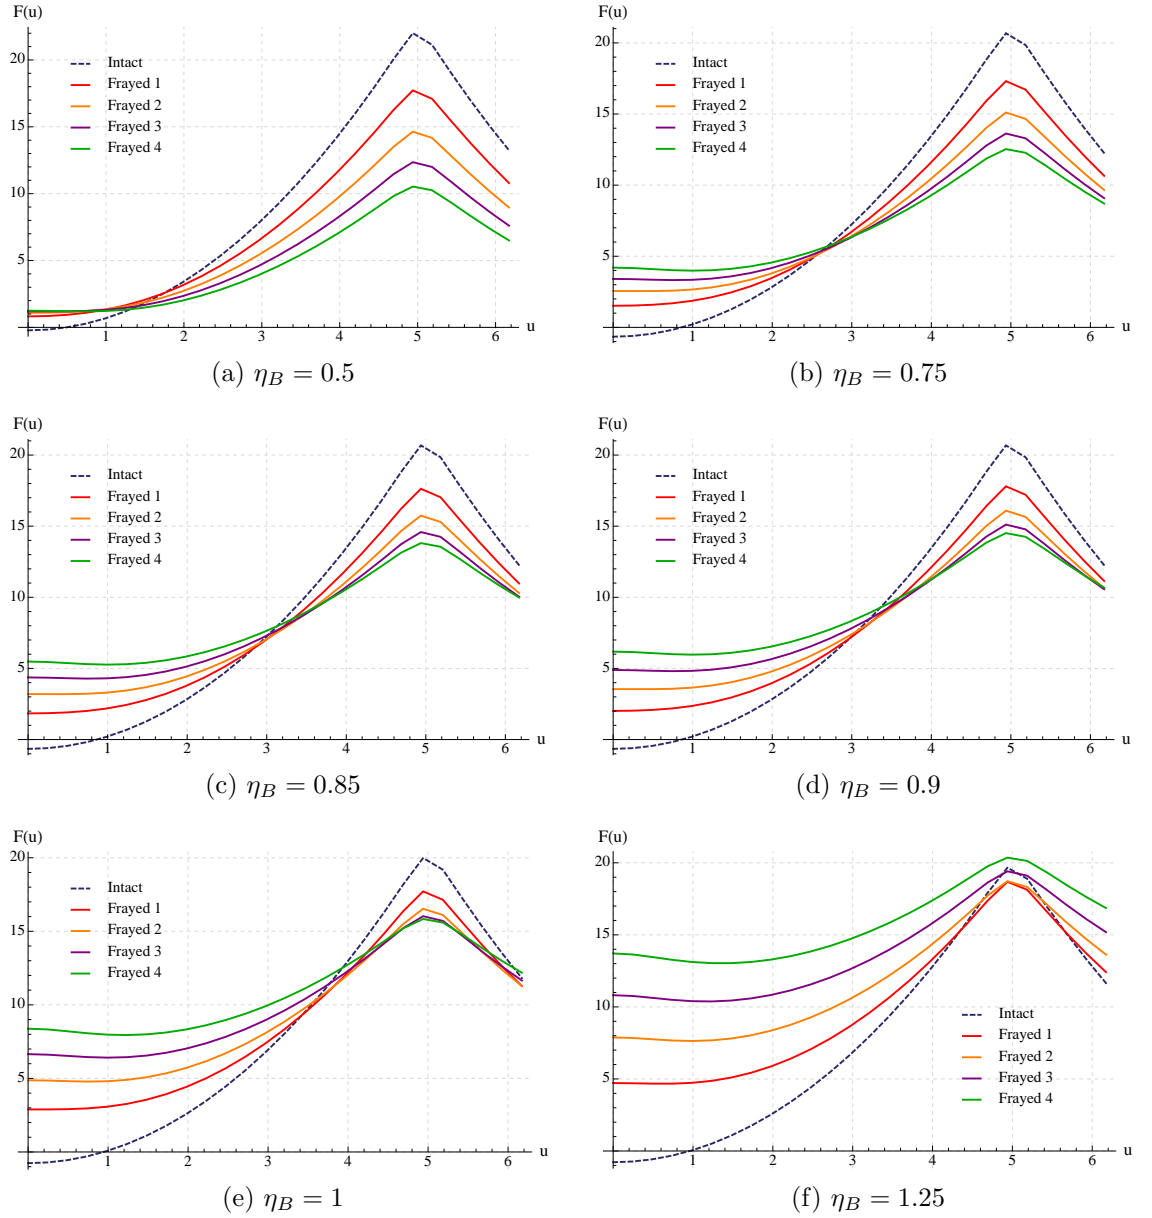 F(u)
20
15
10
5
Intact
Frayed 1
Frayed 2
Frayed 3
Frayed 4
1 2 3 4 5 6 u
(a) η_B = 0.5
F(u)
20
15
10
5
Intact
Frayed 1
Frayed 2
Frayed 3
Frayed 4
1 2 3 4 5 6 u
(b) η_B = 0.75
F(u)
20
15
10
5
Intact
Frayed 1
Frayed 2
Frayed 3
Frayed 4
1 2 3 4 5 6 u
(c) η_B = 0.85
F(u)
20
15
10
5
Intact
Frayed 1
Frayed 2
Frayed 3
Frayed 4
1 2 3 4 5 6 u
(d) η_B = 0.9
F(u)
20
15
10
5
Intact
Frayed 1
Frayed 2
Frayed 3
Frayed 4
1 2 3 4 5 6 u
(e) η_B = 1
F(u)
20
15
10
5
Intact
Frayed 1
Frayed 2
Frayed 3
Frayed 4
1 2 3 4 5 6 u
(f) η_B = 1.25